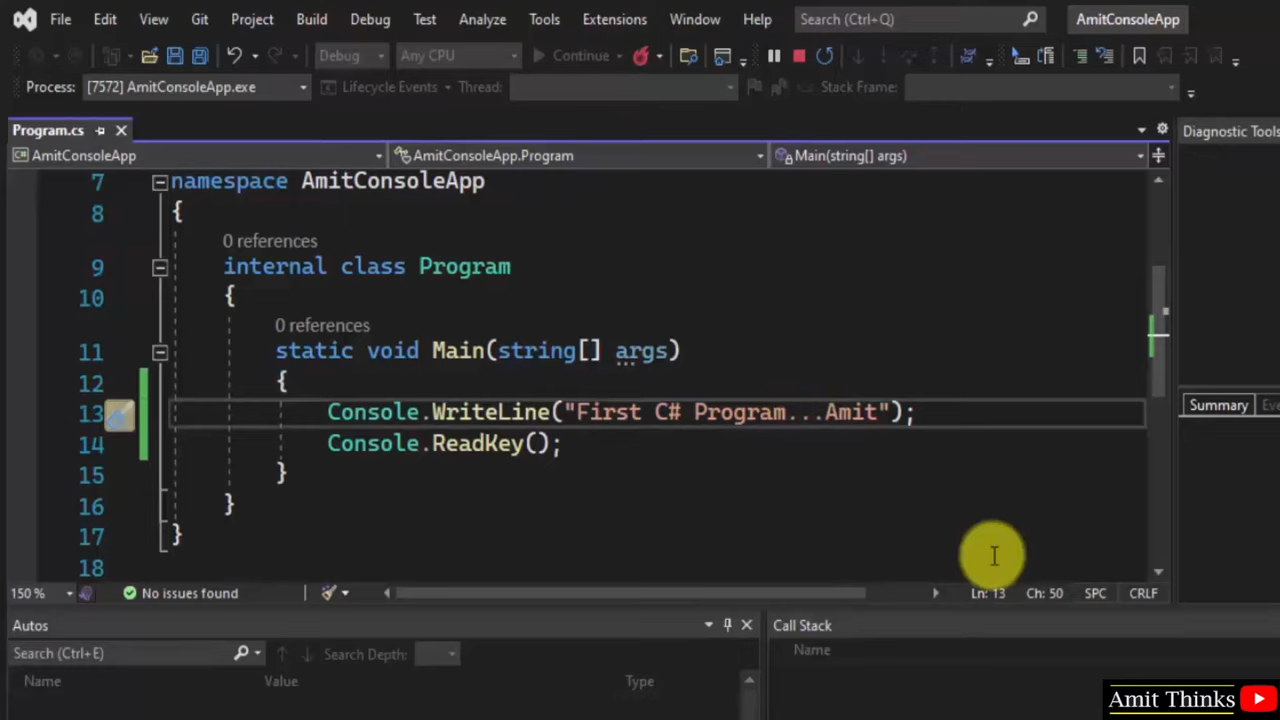 File Edit View Git Project Build Debug Test Analyze Tools Extensions Window Help Search (Ctrl+Q) AmitConsoleApp
Debug Any CPU Continue
Process: [7572] AmitConsoleApp.exe Lifecycle Events Thread: Stack Frame:
Program.cs Diagnostic Tools
AmitConsoleApp AmitConsoleApp.Program Main(string[] args)
7 namespace AmitConsoleApp
8 {
0 references
9 internal class Program
10 {
0 references
11 static void Main(string[] args)
12 {
13 Console.WriteLine("First C# Program...Amit");
14 Console.ReadKey();
15 }
16 }
17 }
18
Summary
150 % No issues found Ln: 13 Ch: 50 SPC CRLF
Autos Call Stack
Search (Ctrl+E) Search Depth: Name
Name Value Type
Amit Thinks